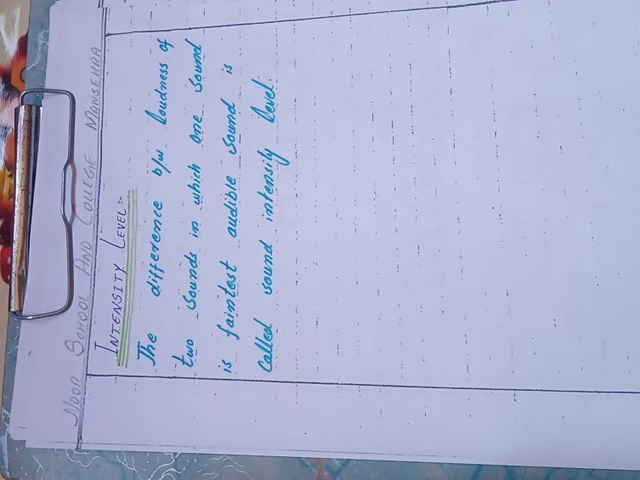 Noor School And College Mansehra
Intensity Level:-
The difference b/w loudness of
two sounds in which one sound
is faintest audible sound is
Called sound intensity level.